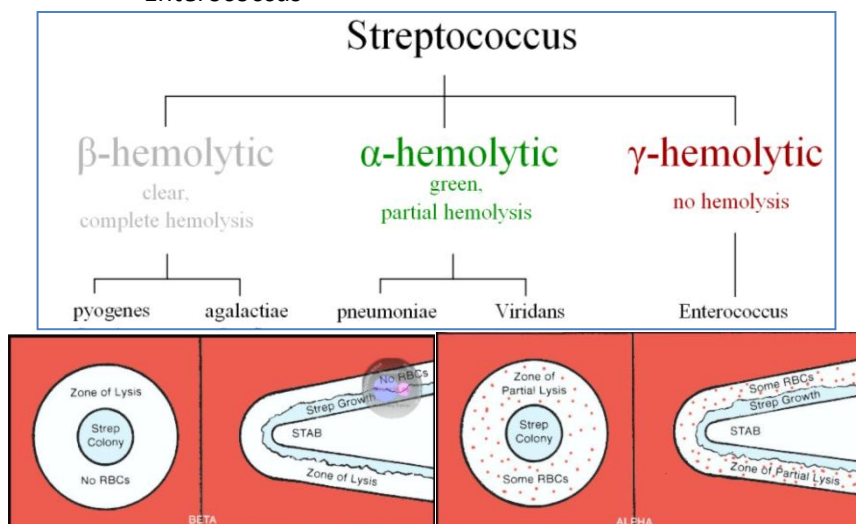 Enterococcus
Streptococcus
β-hemolytic
clear,
complete hemolysis
α-hemolytic
green,
partial hemolysis
γ-hemolytic
no hemolysis
pyogenes
agalactiae
pneumoniae
Viridans
Enterococcus
Zone of Lysis
Strep
Colony
No RBCs
No RBCs
Strep Growth
STAB
Zone of Lysis
BETA
Zone of
Partial Lysis
Strep
Colony
Some RBCs
Some RBCs
Strep Growth
STAB
Zone of Partial Lysis
ALPHA